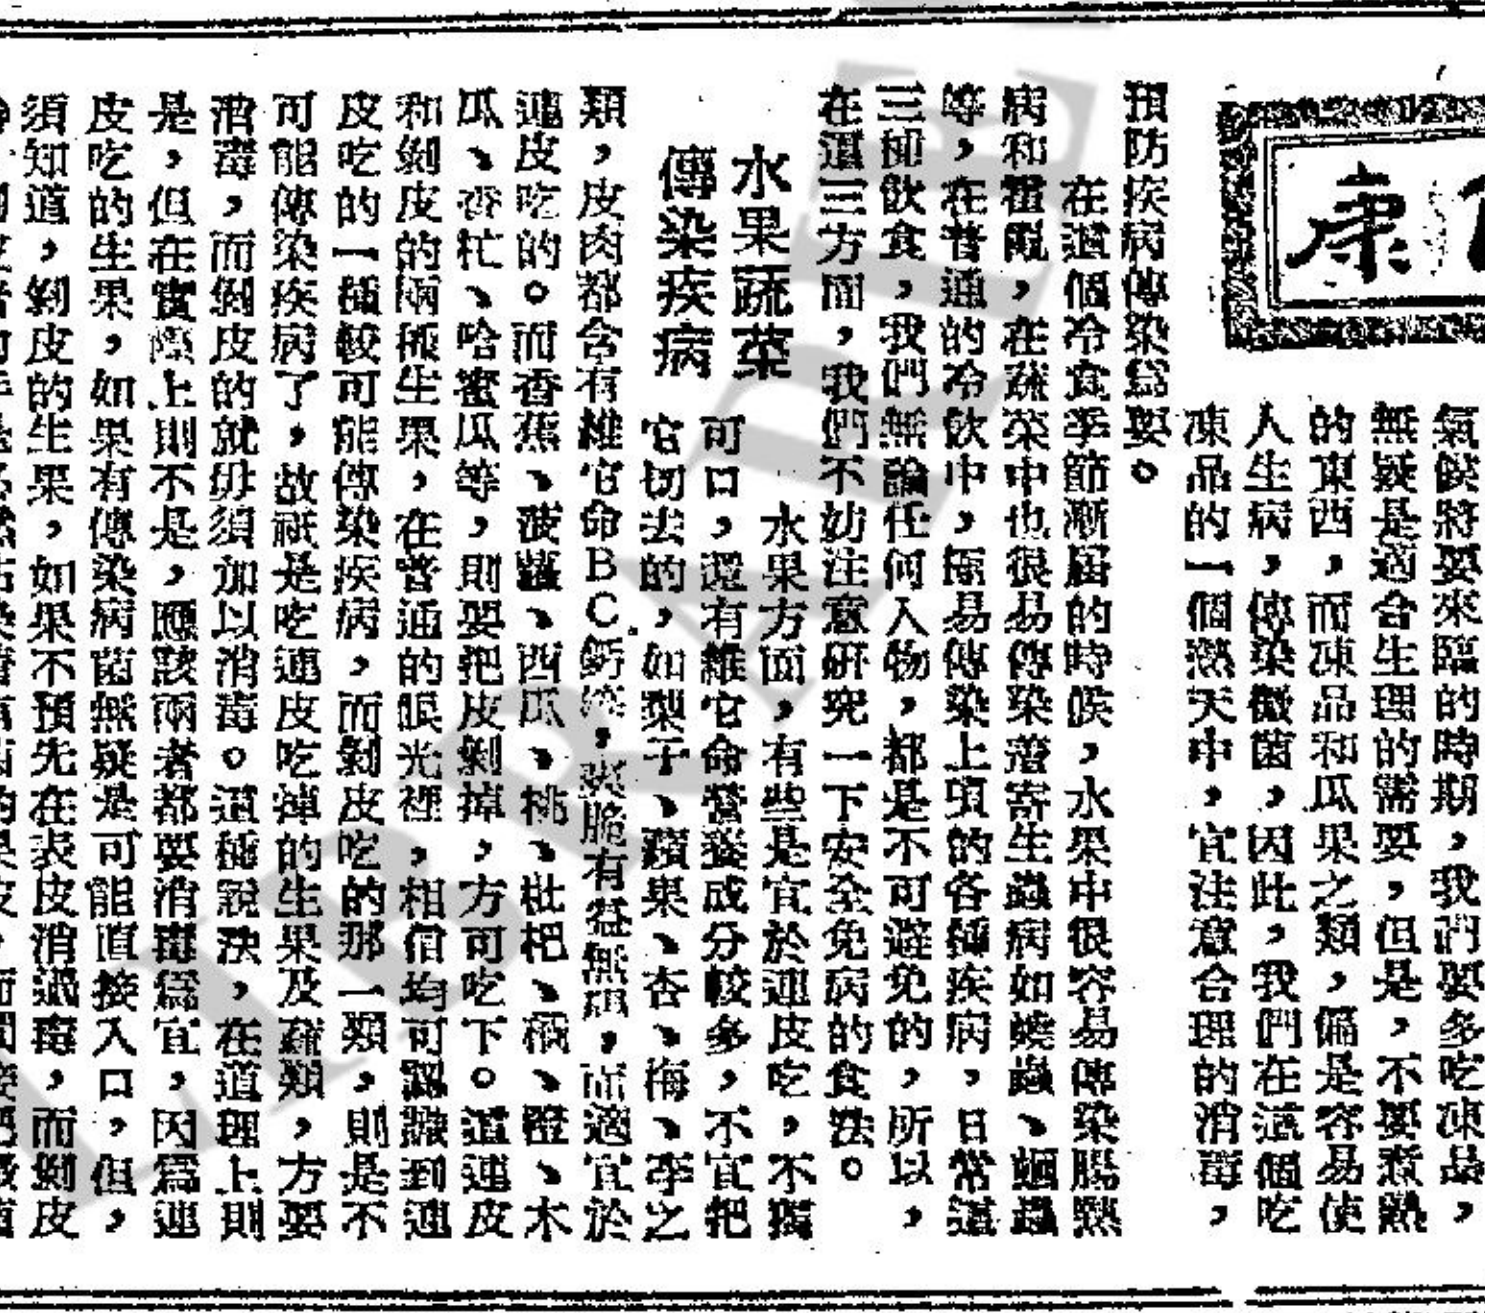 康
氣候將要來臨的時期，我們要多吃凍品，
無疑是適合生理的需要，但是，不要煮熟
的東西，而凍品和瓜果之類，偏是容易使
人生病，傳染微菌，因此，我們在這個吃
凍品的一個熱天中，宜注意合理的消毒，
預防疾病傳染爲要。
在這個冷食季節漸届的時候，水果中很容易傳染腸熱
病和霍亂，在蔬菜中也很易傳染着寄生蟲病如蟯蟲、蛔蟲
等，在普通的冷飲中，極易傳染上項的各種疾病，日常這
三種飲食，我們無論任何人物，都是不可避免的，所以，
在這三方面，我們不妨注意研究一下安全免病的食法。
水果蔬菜
傳染疾病
水果方面，有些是宜於連皮吃，不獨
可口，還有維它命營養成分較多，不宜把
它切去的，如梨子、蘋果、杏、梅、李之
類，皮肉都含有維它命BC鈣等，爽脆有益無損，而適宜於
連皮吃的。而香蕉、菠蘿、西瓜、桃、枇杷、橙、木
瓜、香杧、哈蜜瓜等，則要把皮剝掉，方可吃下。這連皮
和剝皮的兩種生果，在普通的眼光裡，相信均可認識到連
皮吃的一種較可能傳染疾病，而剝皮吃的那一類，則是不
可能傳染疾病了，故祇是吃連皮吃掉的生果及蔬類，方要
消毒，而剝皮的就毋須加以消毒。這種說法，在道理上則
是，但在實際上則不是，應該兩者都要消毒爲宜，因爲連
皮吃的生果，如果有傳染病菌無疑是可能直接入口，但，
須知道，剝皮的生果，如果不預先在表皮消過毒，而剝皮
LIBRARIE